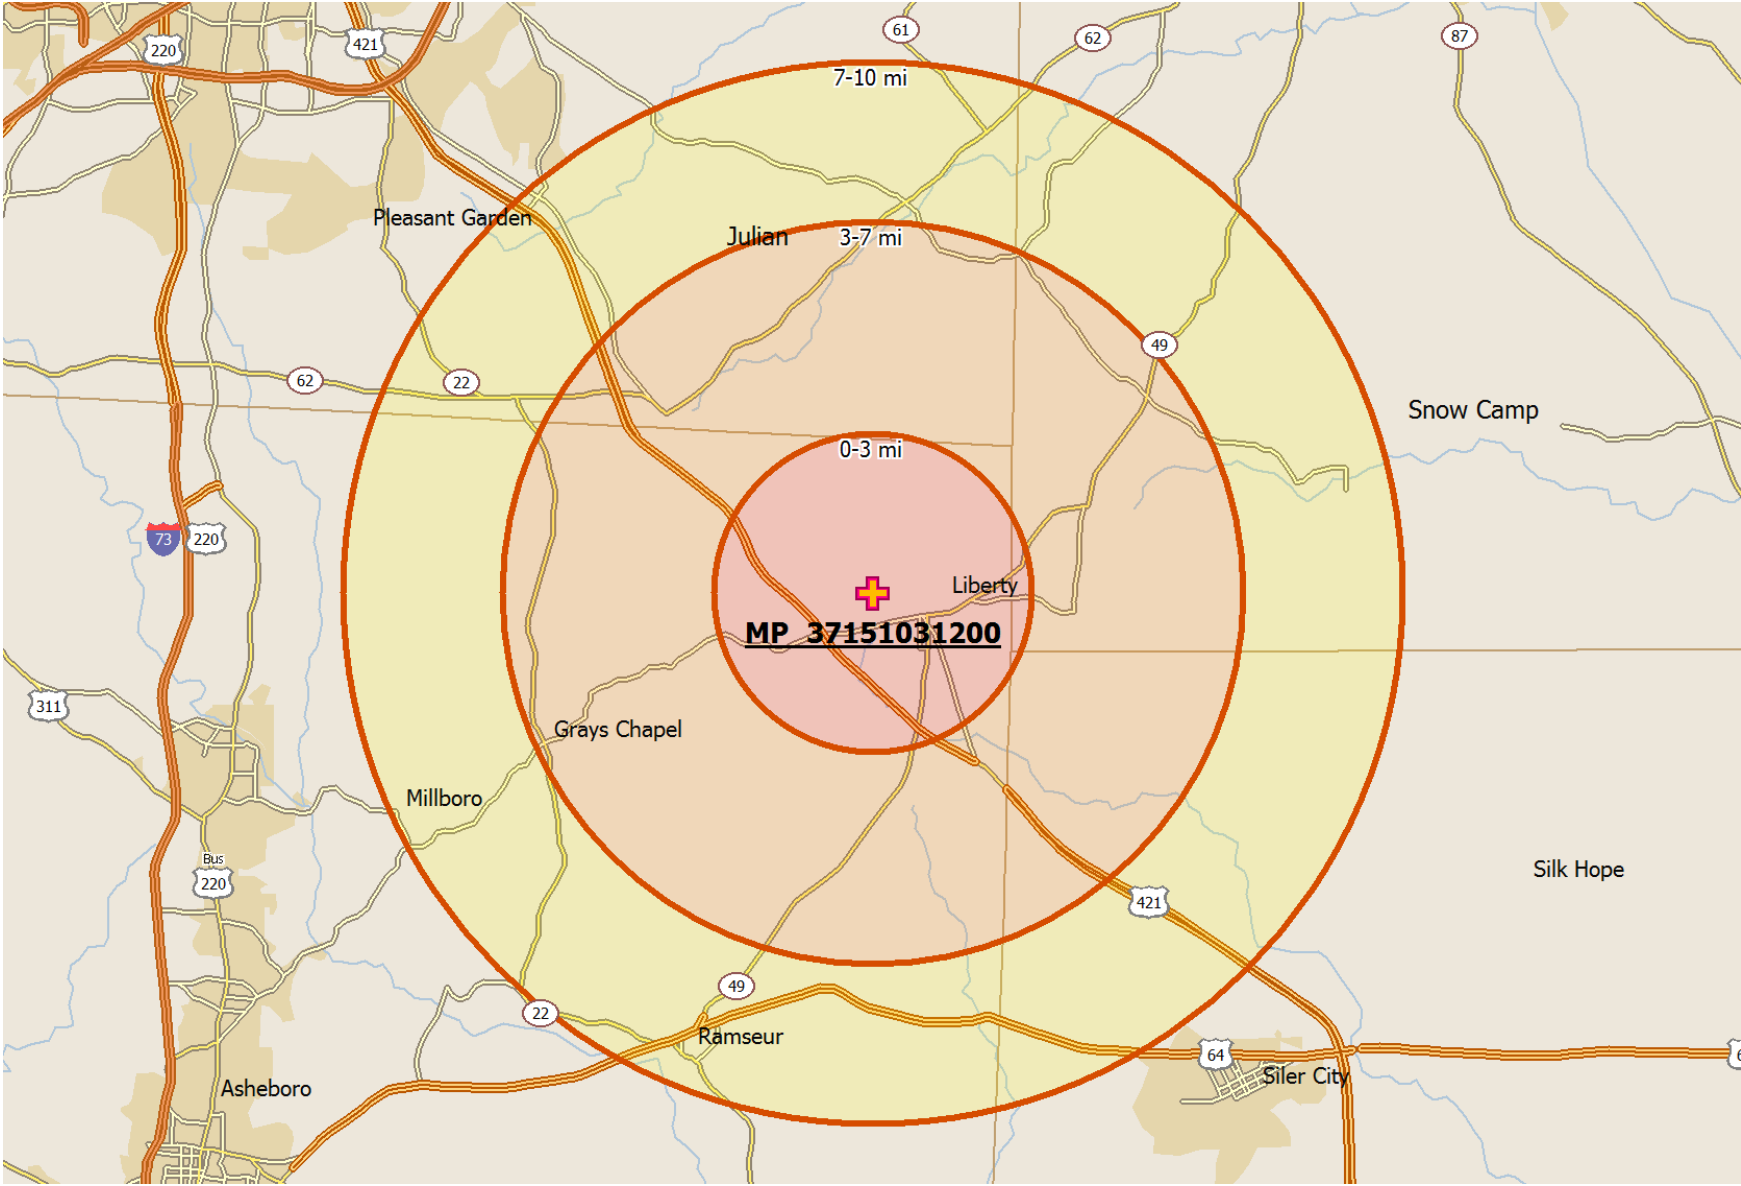 61
62
87
220
421
7-10 mi
Pleasant Garden
Julian
3-7 mi
49
62
22
Snow Camp
0-3 mi
73
220
Liberty
MP 37151031200
311
Grays Chapel
Millboro
Bus
220
Silk Hope
421
49
22
Ramseur
64
6
Siler City
Asheboro